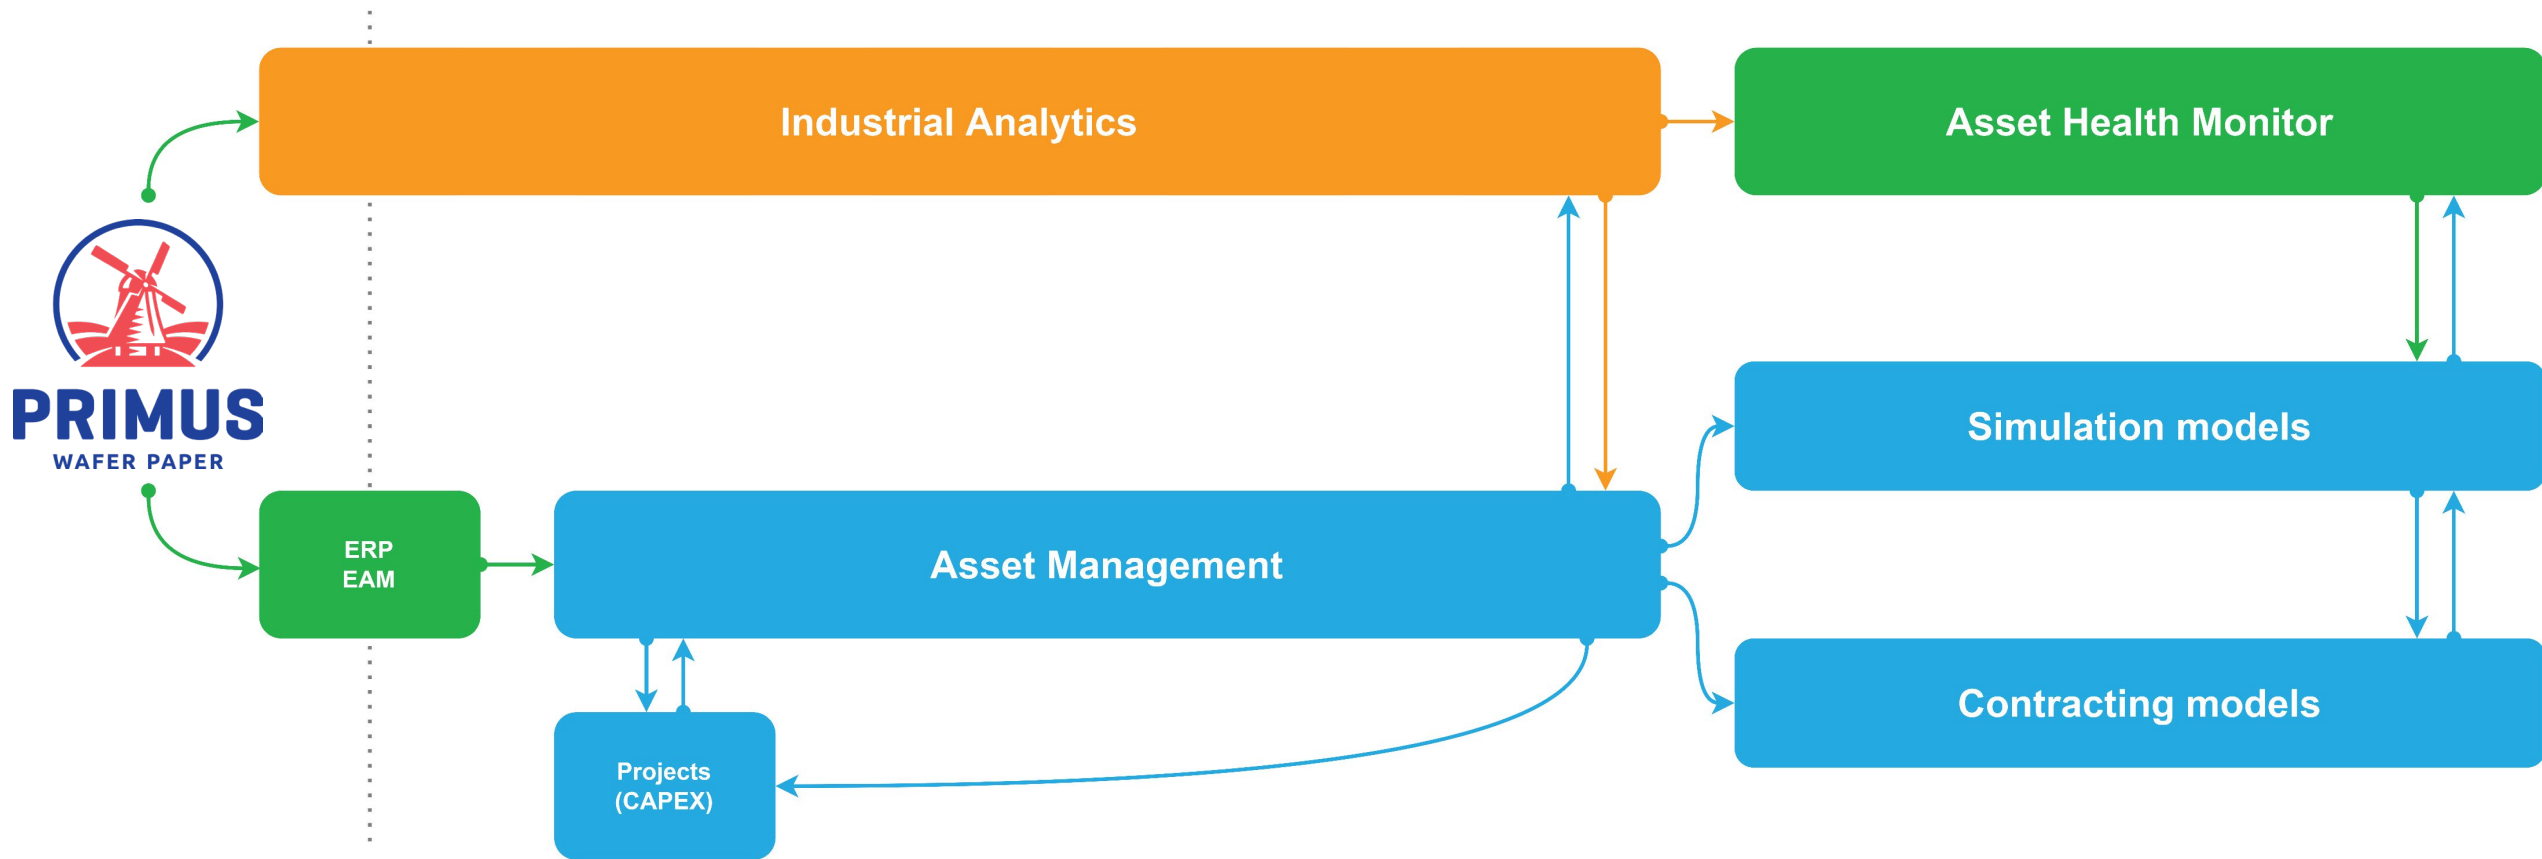 Industrial Analytics
Asset Health Monitor
PRIMUS
WAFER PAPER
Simulation models
ERP
EAM
Asset Management
Contracting models
Projects
(CAPEX)